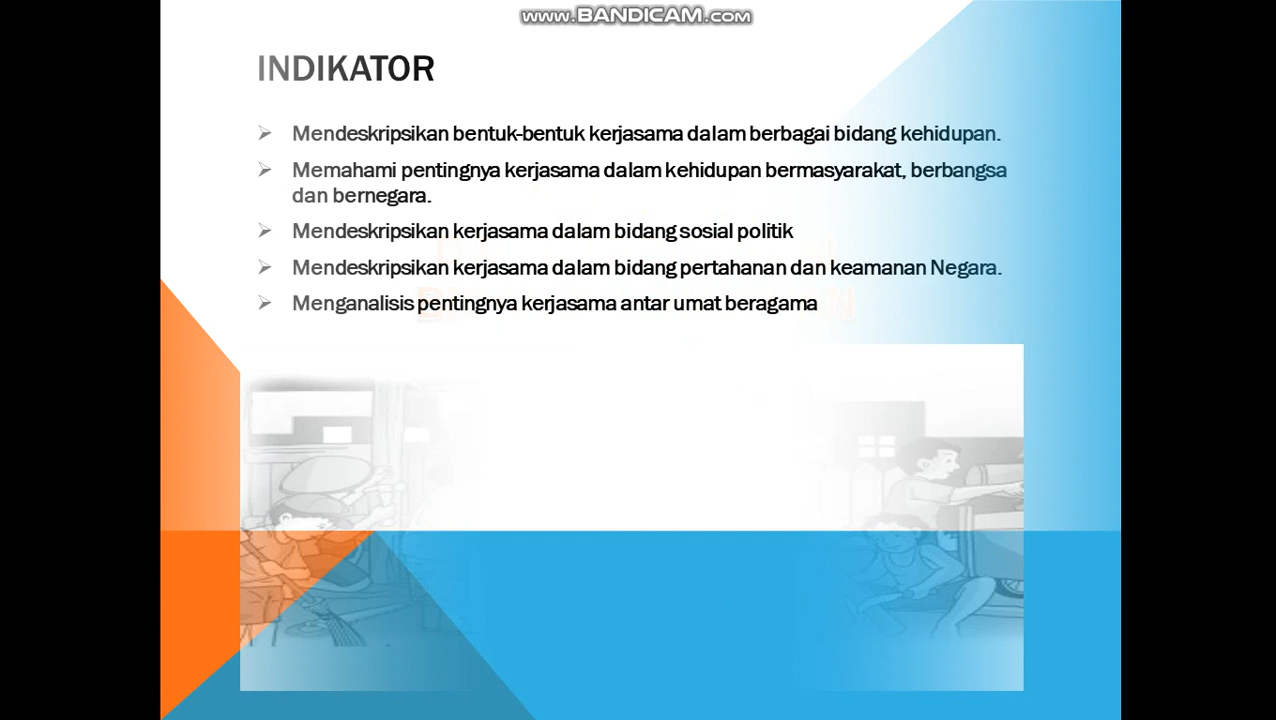 www.BANDICAM.com
INDIKATOR
Mendeskripsikan bentuk-bentuk kerjasama dalam berbagai bidang kehidupan.
Memahami pentingnya kerjasama dalam kehidupan bermasyarakat, berbangsa
dan bernegara.
Mendeskripsikan kerjasama dalam bidang sosial politik
Mendeskripsikan kerjasama dalam bidang pertahanan dan keamanan Negara.
Menganalisis pentingnya kerjasama antar umat beragama